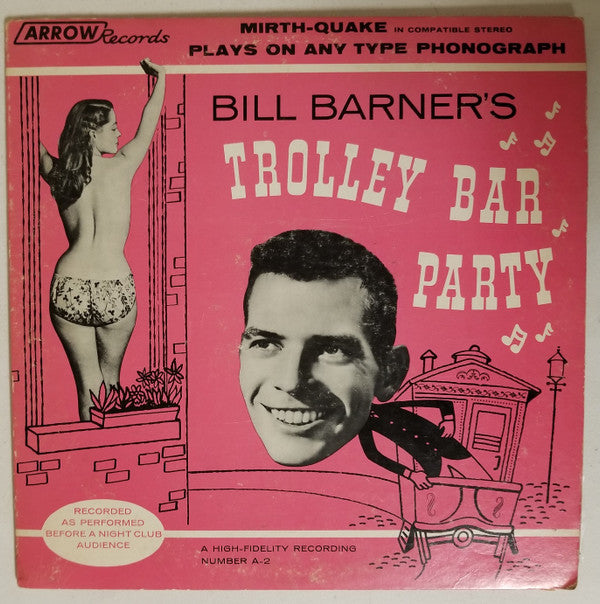 ARROW Records
MIRTH-QUAKE IN COMPATIBLE STEREO
PLAYS ON ANY TYPE PHONOGRAPH
BILL BARNER'S
TROLLEY BAR
PARTY
RECORDED
AS PERFORMED
BEFORE A NIGHT CLUB
AUDIENCE
A HIGH-FIDELITY RECORDING
NUMBER A-2